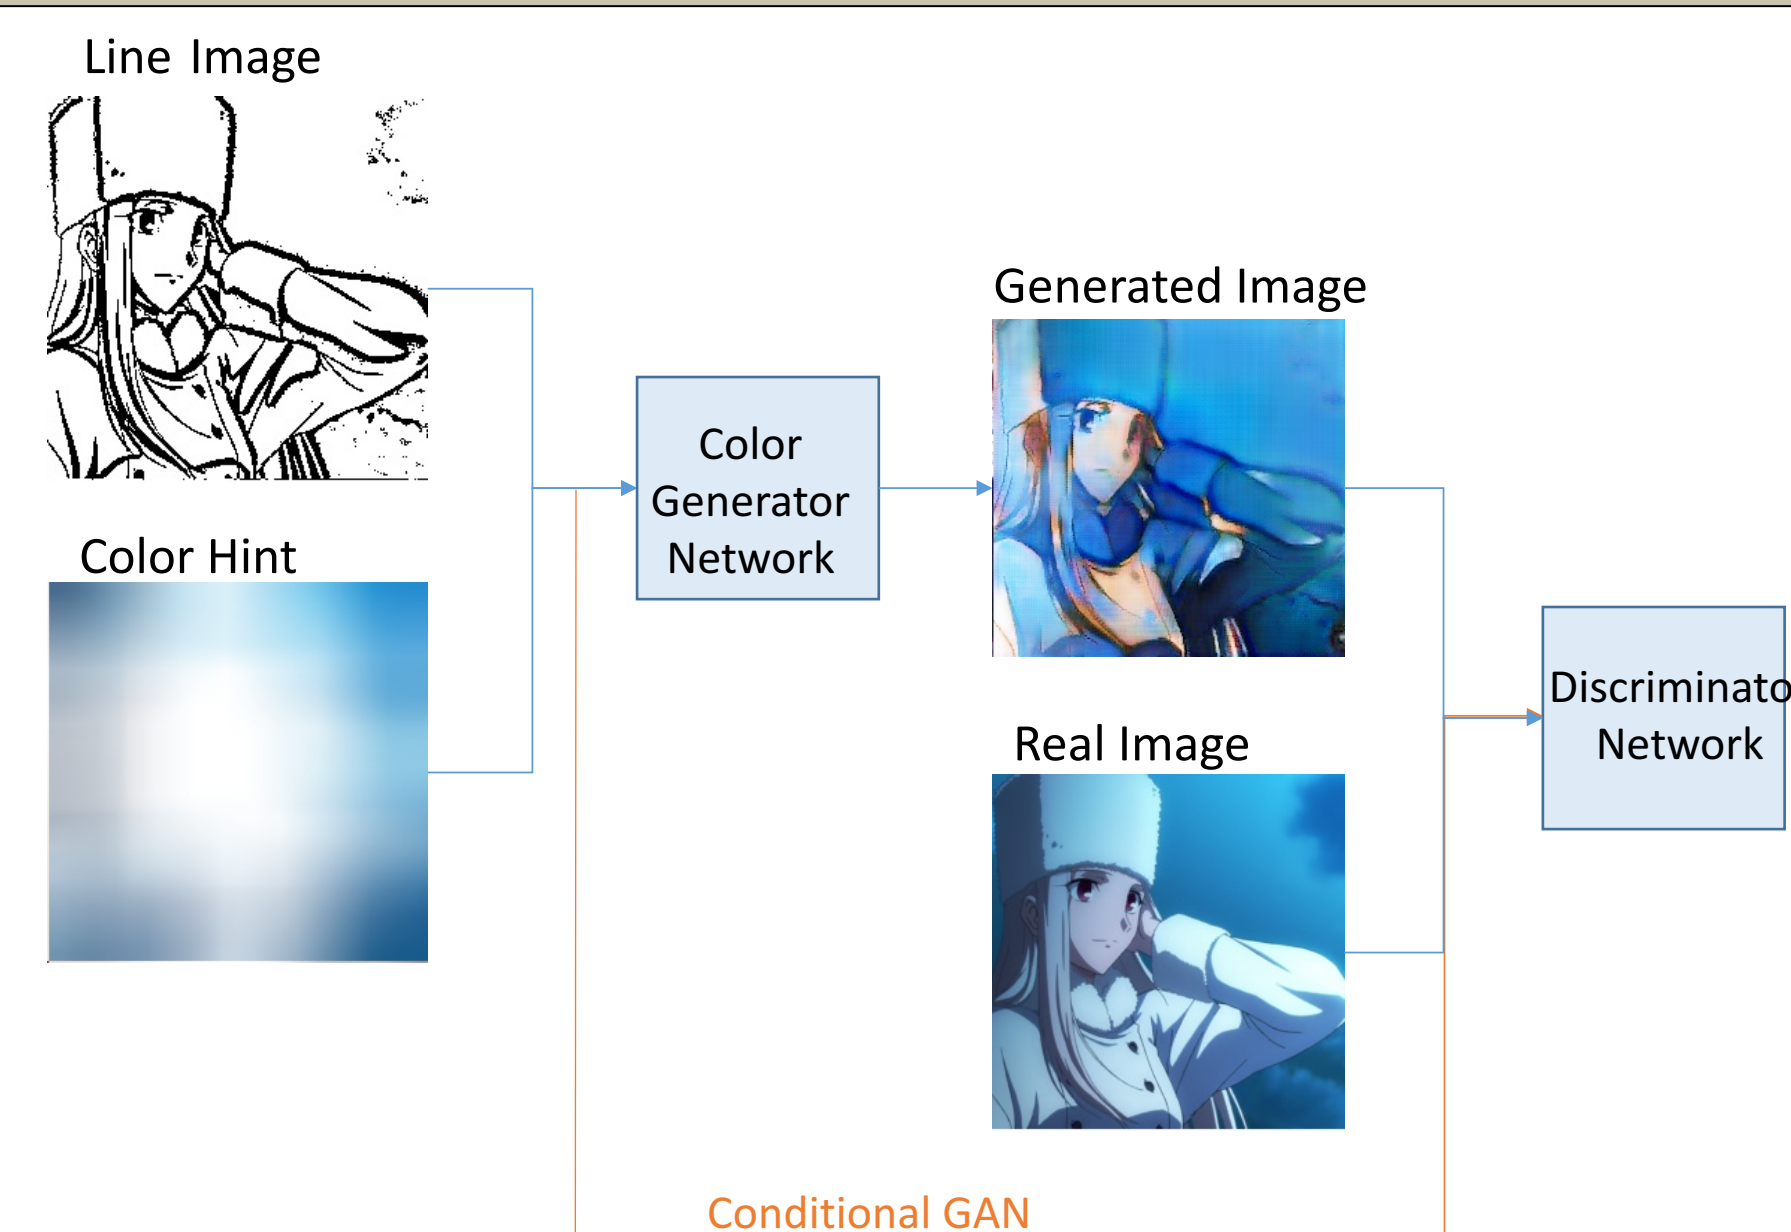 Line Image
Color Hint
Color
Generator
Network
Generated Image
Real Image
Discriminato
Network
Conditional GAN